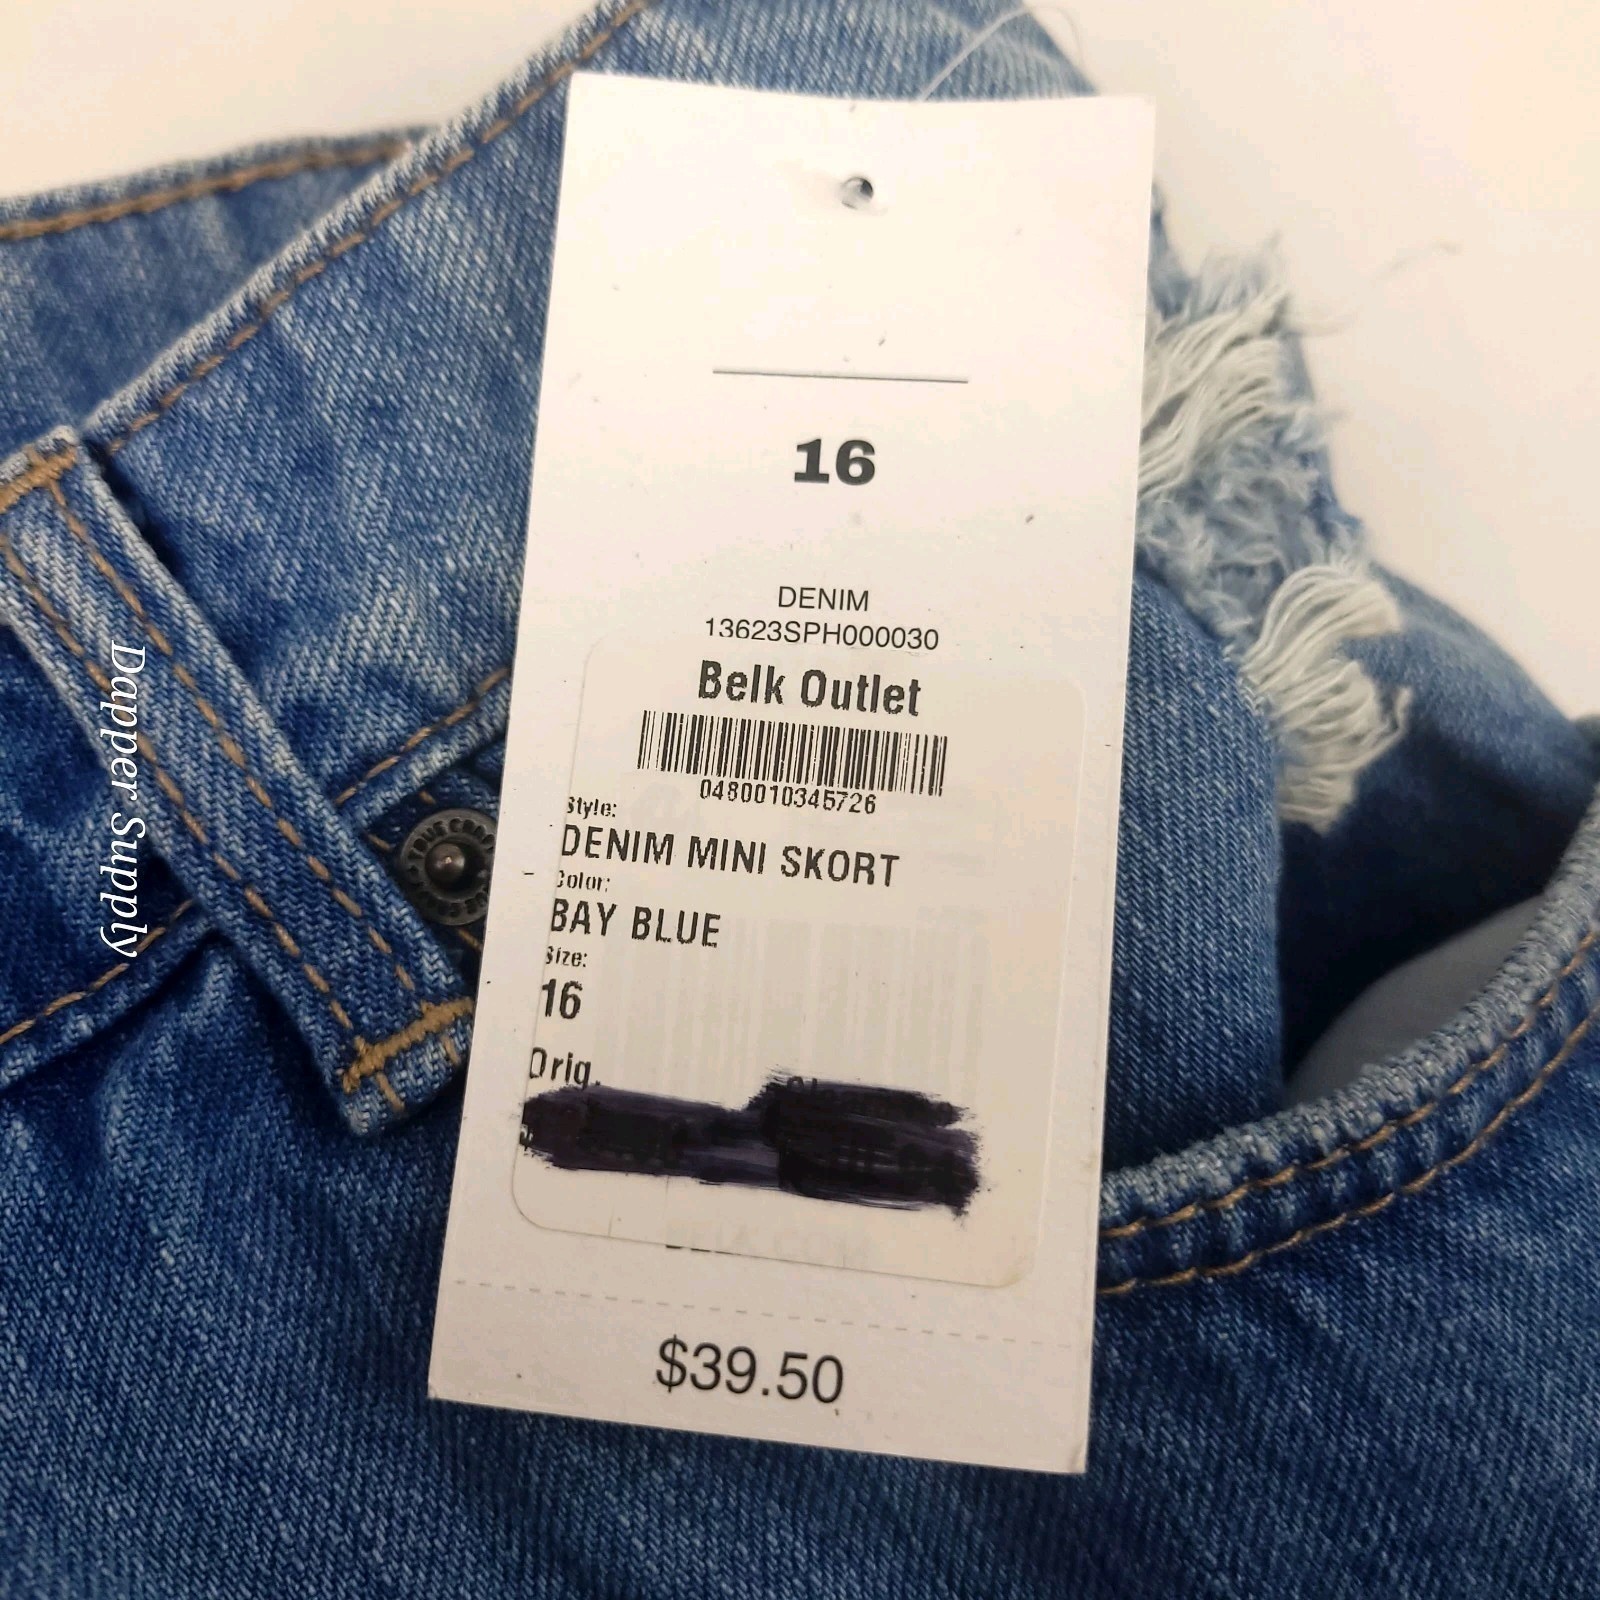 16
DENIM
13623SPH000030
Belk Outlet
0480010345726
Style:
DENIM MINI SKORT
Color:
BAY BLUE
Size:
16
Orig.
$39.50
Dapper Supply